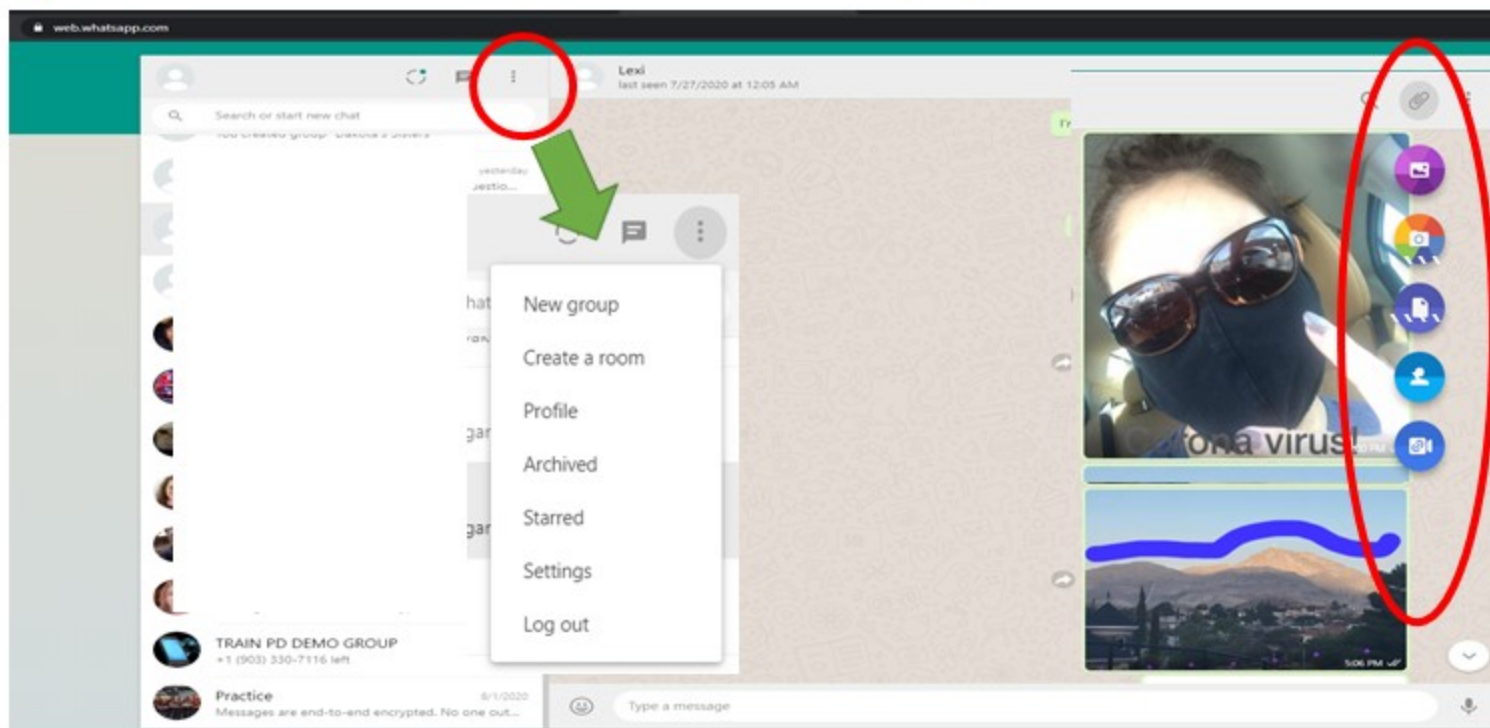 web.whatsapp.com
Lexi
last seen 7/27/2020 at 12:05 AM
Search or start new chat
You created group "Dakota's Sisters"
yesterday
New group
Create a room
Profile
Archived
Starred
Settings
Log out
TRAIN PD DEMO GROUP
+1 (903) 330-7116 left
Practice
8/1/2020
Messages are end-to-end encrypted. No one out...
rona virus!
5:06 PM
Type a message